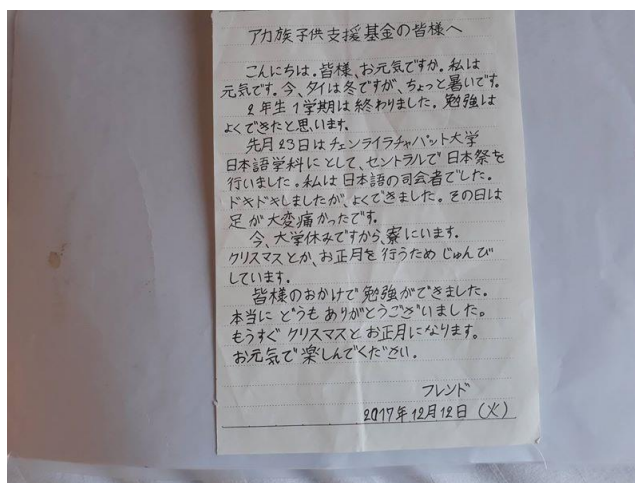 アカ族子供支援基金の皆様へ
こんにちは。皆様、お元気ですか。私は
元気です。今、タイは冬ですが、ちょっと暑いです。
2年生1学期は終わりました。勉強は
よくできたと思います。
先月23日はチェンライラチャパット大学
日本語学科にとして、セントラルで日本祭を
行いました。私は日本語の司会者でした。
ドキドキしましたが、よくできました。その日は
足が大変痛かったです。
今、大学休みですから、寮にいます。
クリスマスとか、お正月を行うためじゅんび
しています。
皆様のおかげで勉強ができました。
本当にどうもありがとうございました。
もうすぐクリスマスとお正月になります。
お元気で楽しんでください。
フレンド
2017年12月12日(火)